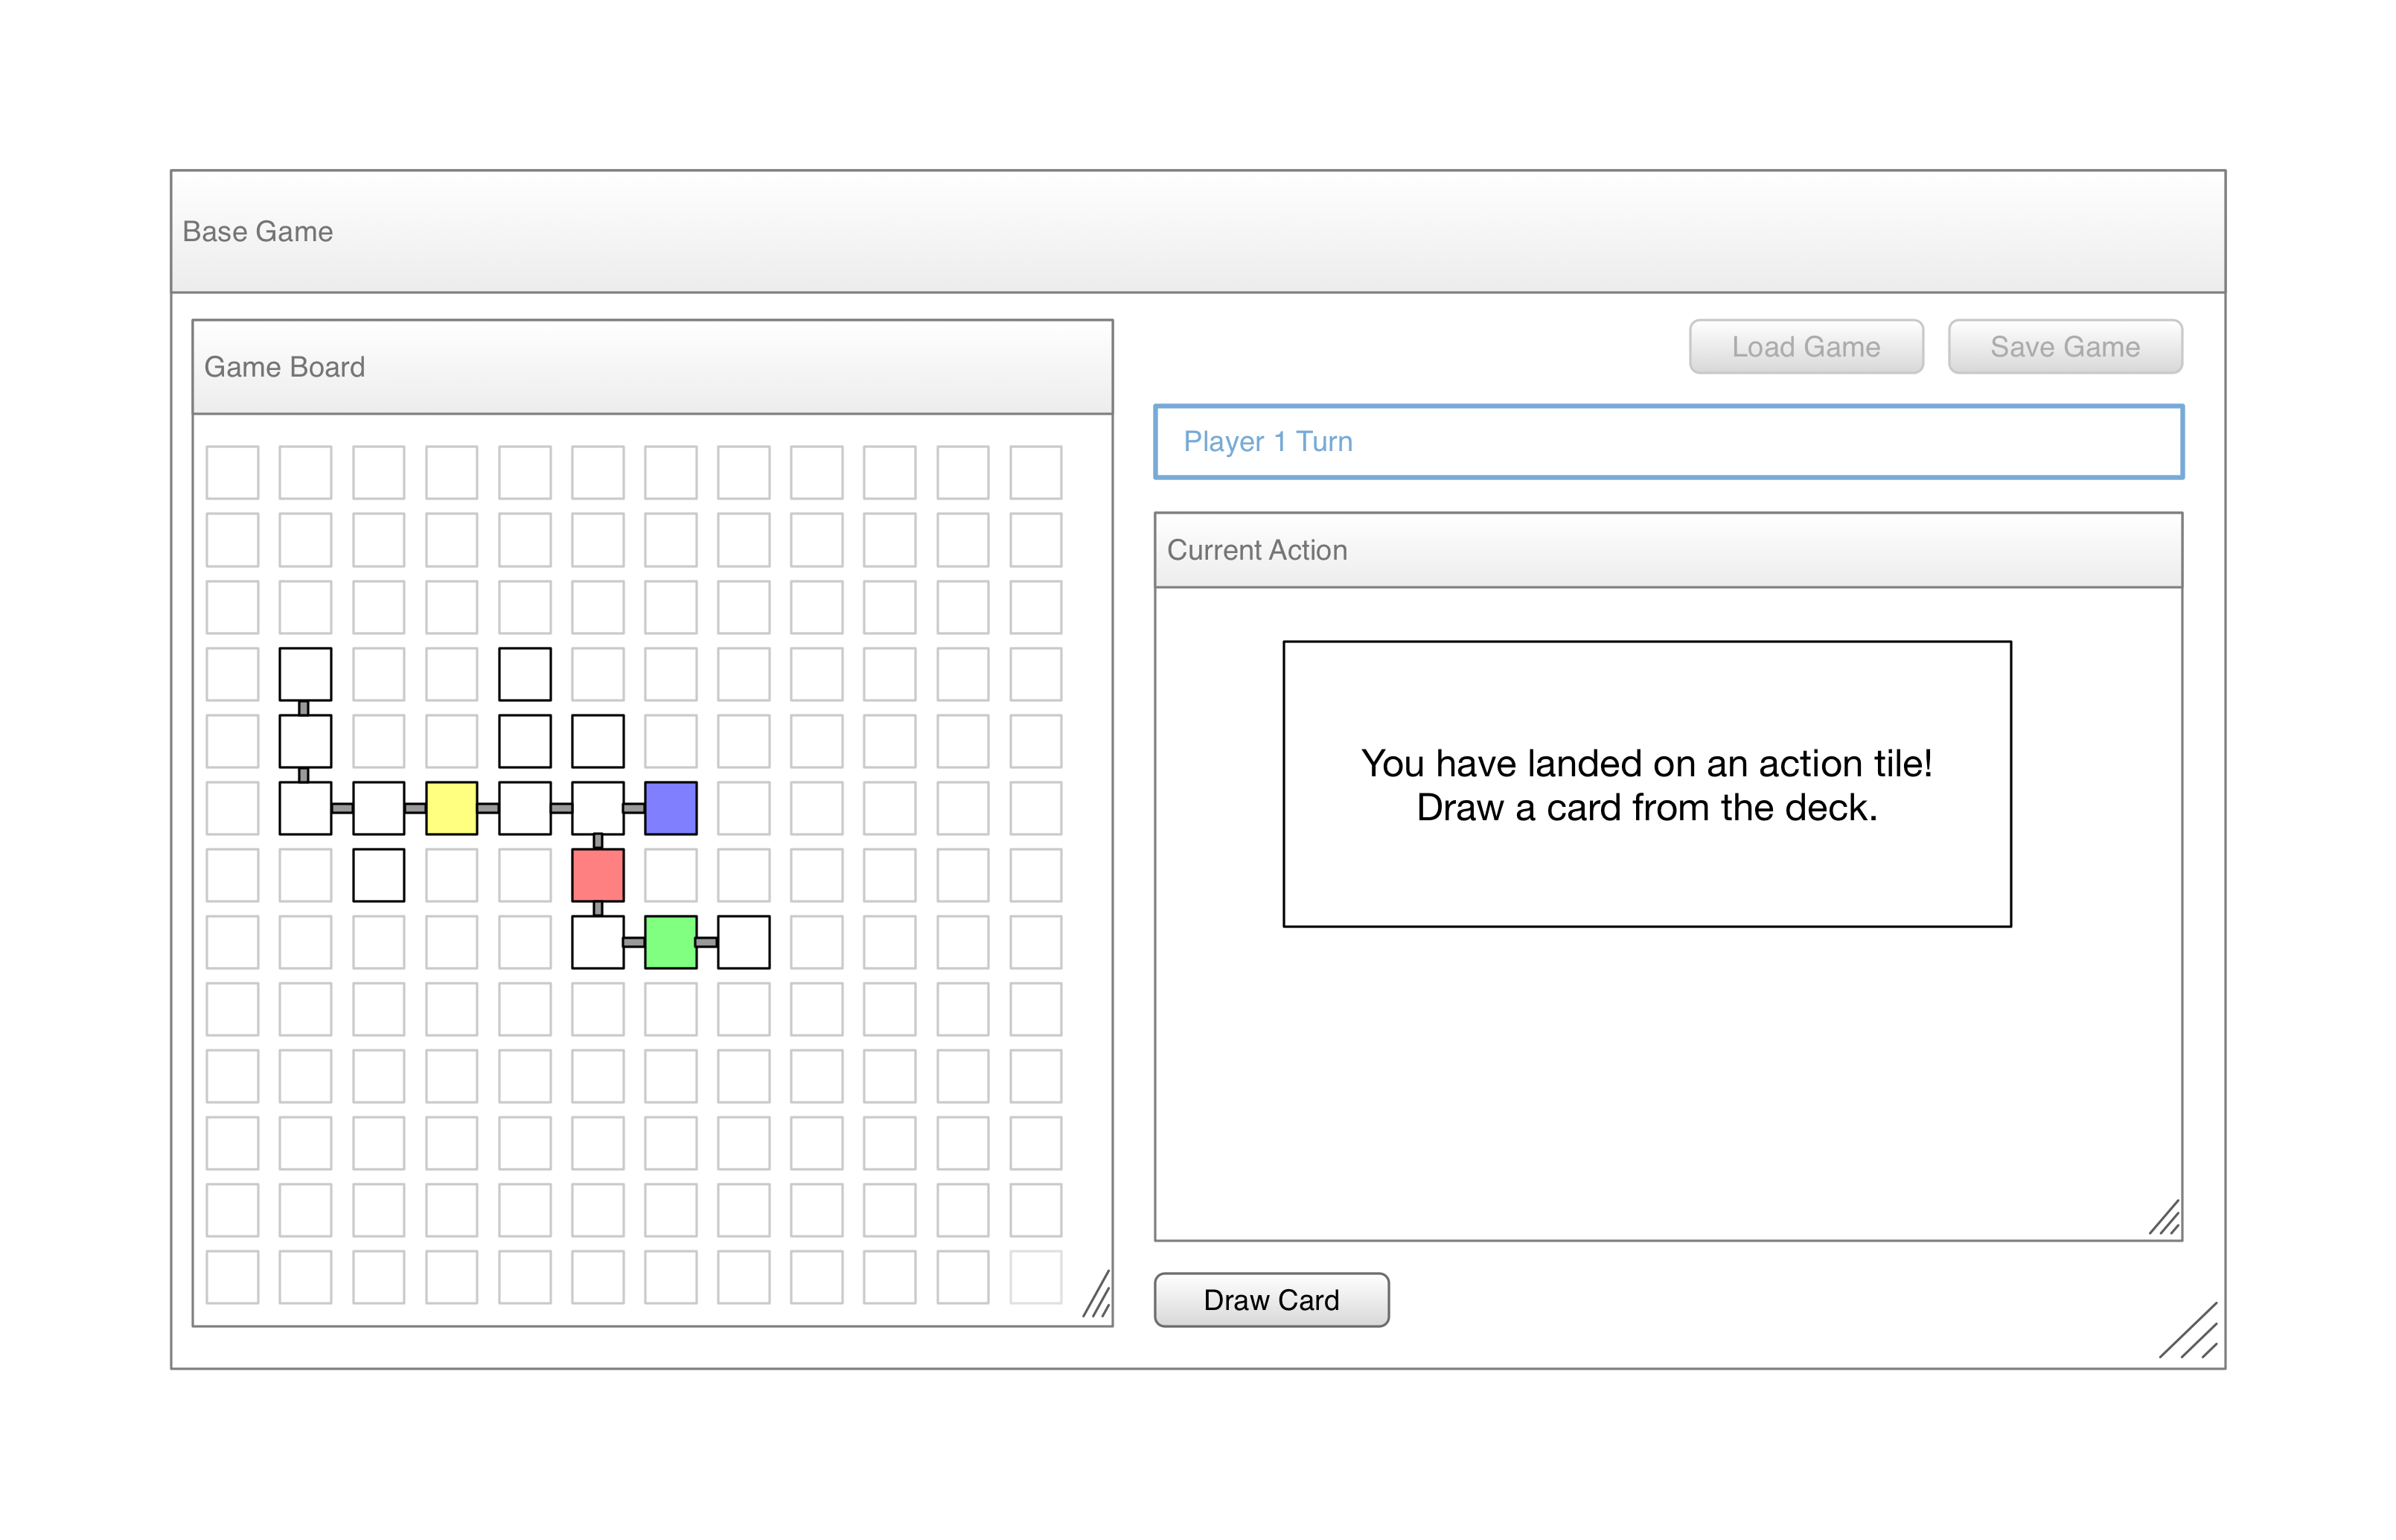 Base Game
Game Board
Load Game
Save Game
Player 1 Turn
Current Action
You have landed on an action tile!
Draw a card from the deck.
Draw Card